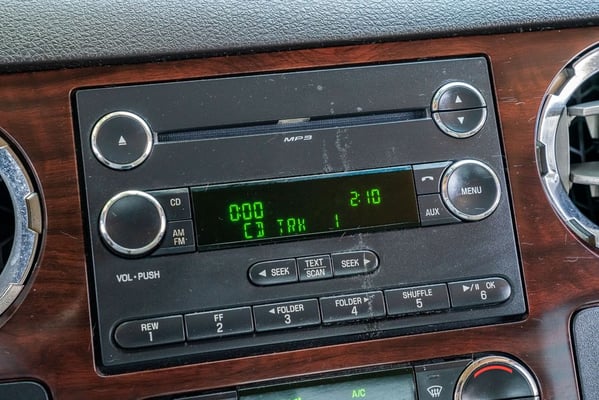 MP3
CD
AM
FM
0:00 2:10
CD TRK 1
MENU
AUX
VOL · PUSH
SEEK
TEXT
SCAN
SEEK
REW
1
FF
2
FOLDER
3
FOLDER
4
SHUFFLE
5
OK
6
A/C